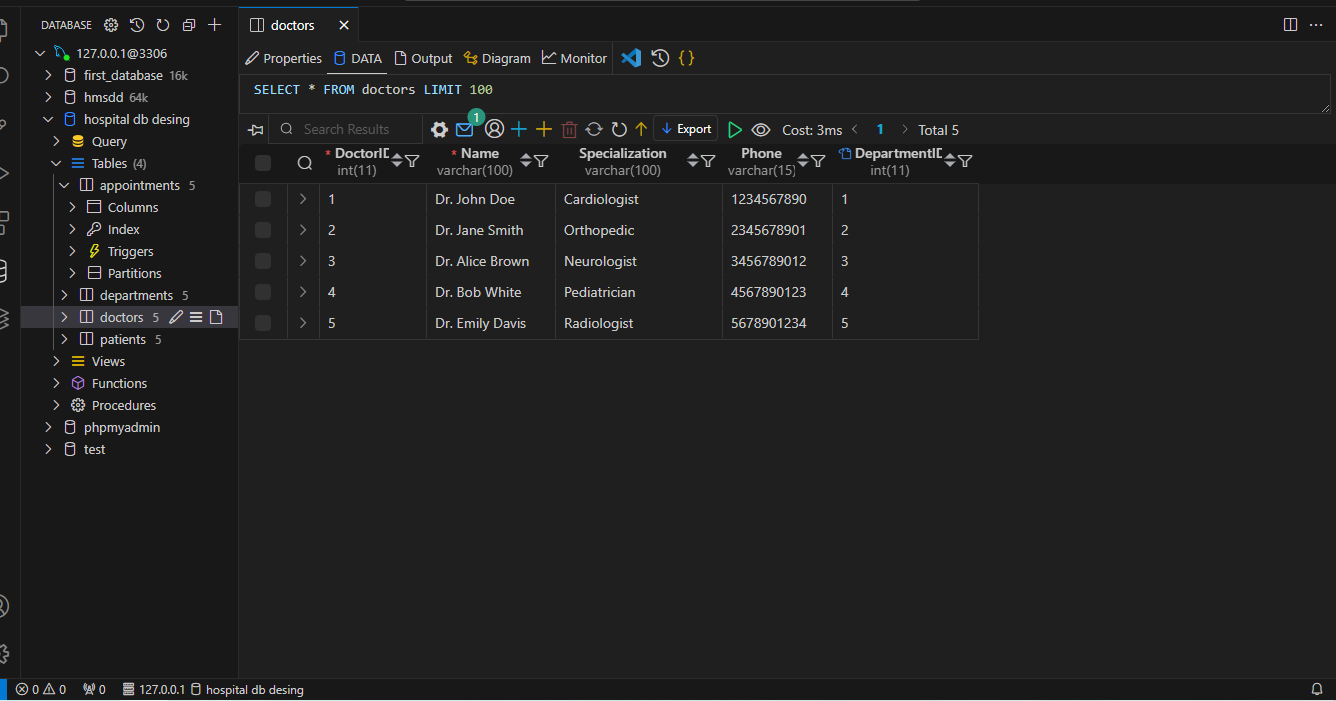 DATABASE
127.0.0.1@3306
first_database 16k
hmsdd 64k
hospital db desing
Query
Tables (4)
appointments 5
Columns
Index
Triggers
Partitions
departments 5
doctors 5
patients 5
Views
Functions
Procedures
phpmyadmin
test
doctors
Properties DATA Output Diagram Monitor
SELECT * FROM doctors LIMIT 100
Search Results 1 Export Cost: 3ms 1 Total 5
* DoctorID * Name Specialization Phone DepartmentID
int(11) varchar(100) varchar(100) varchar(15) int(11)
1 Dr. John Doe Cardiologist 1234567890 1
2 Dr. Jane Smith Orthopedic 2345678901 2
3 Dr. Alice Brown Neurologist 3456789012 3
4 Dr. Bob White Pediatrician 4567890123 4
5 Dr. Emily Davis Radiologist 5678901234 5
0 0 0 127.0.0.1 hospital db desing